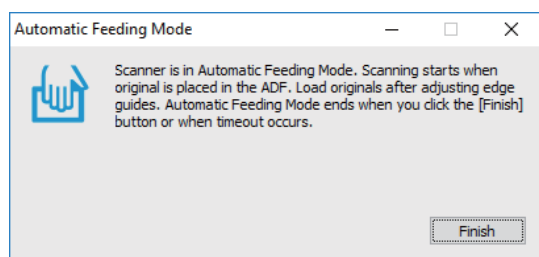 Automatic Feeding Mode
Scanner is in Automatic Feeding Mode. Scanning starts when
original is placed in the ADF. Load originals after adjusting edge
guides. Automatic Feeding Mode ends when you click the [Finish]
button or when timeout occurs.
Finish